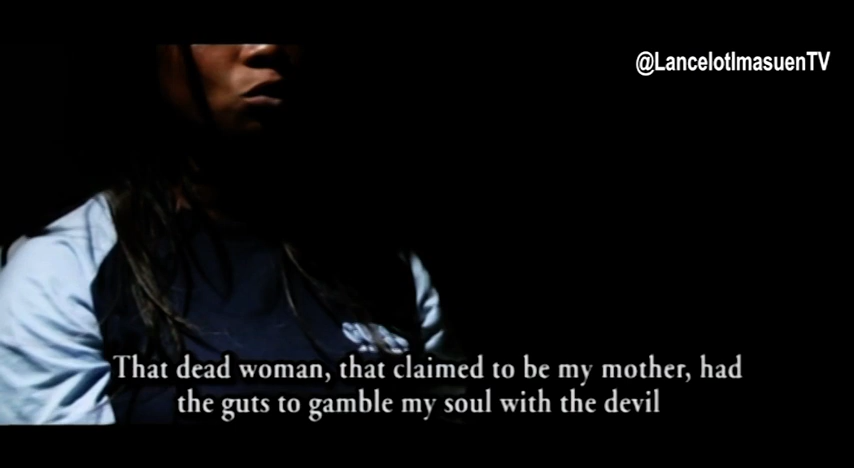 @LancelotImasuenTV
That dead woman, that claimed to be my mother, had
the guts to gamble my soul with the devil